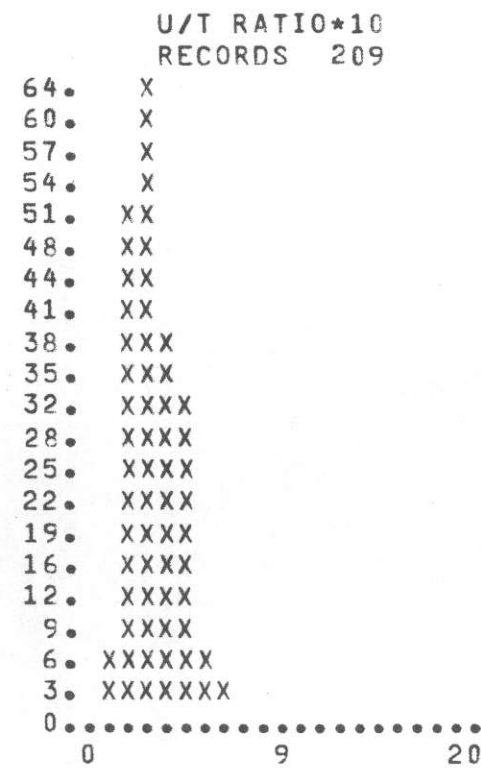 U/T RATIO*10
RECORDS 209
64. X
60. X
57. X
54. X
51. XX
48. XX
44. XX
41. XX
38. XXX
35. XXX
32. XXXX
28. XXXX
25. XXXX
22. XXXX
19. XXXX
16. XXXX
12. XXXX
9. XXXX
6. XXXXXX
3. XXXXXXX
0......................
0 9 20